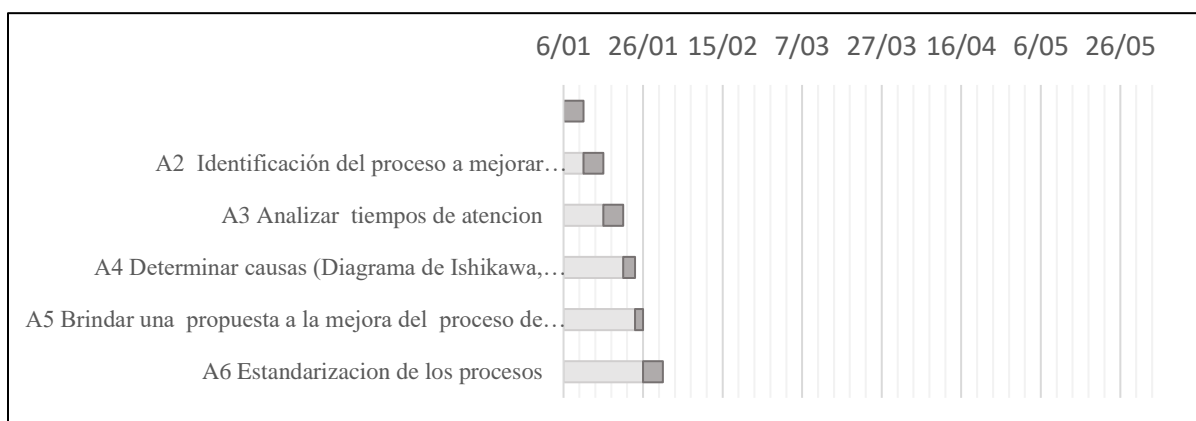 6/01 26/01 15/02 7/03 27/03 16/04 6/05 26/05
A2 Identificación del proceso a mejorar…
A3 Analizar tiempos de atencion
A4 Determinar causas (Diagrama de Ishikawa,…
A5 Brindar una propuesta a la mejora del proceso de…
A6 Estandarizacion de los procesos